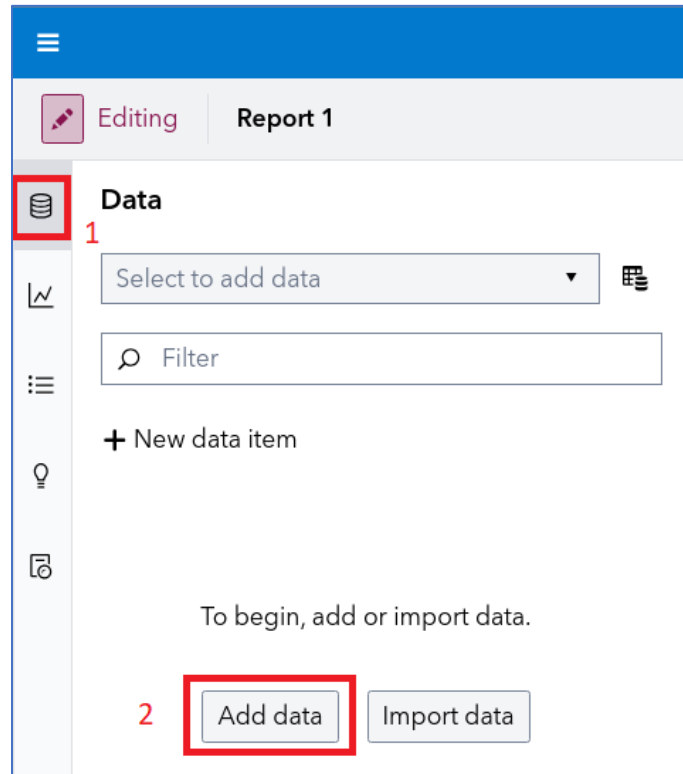 Editing Report 1
Data
1
Select to add data
Filter
New data item
To begin, add or import data.
2 Add data Import data